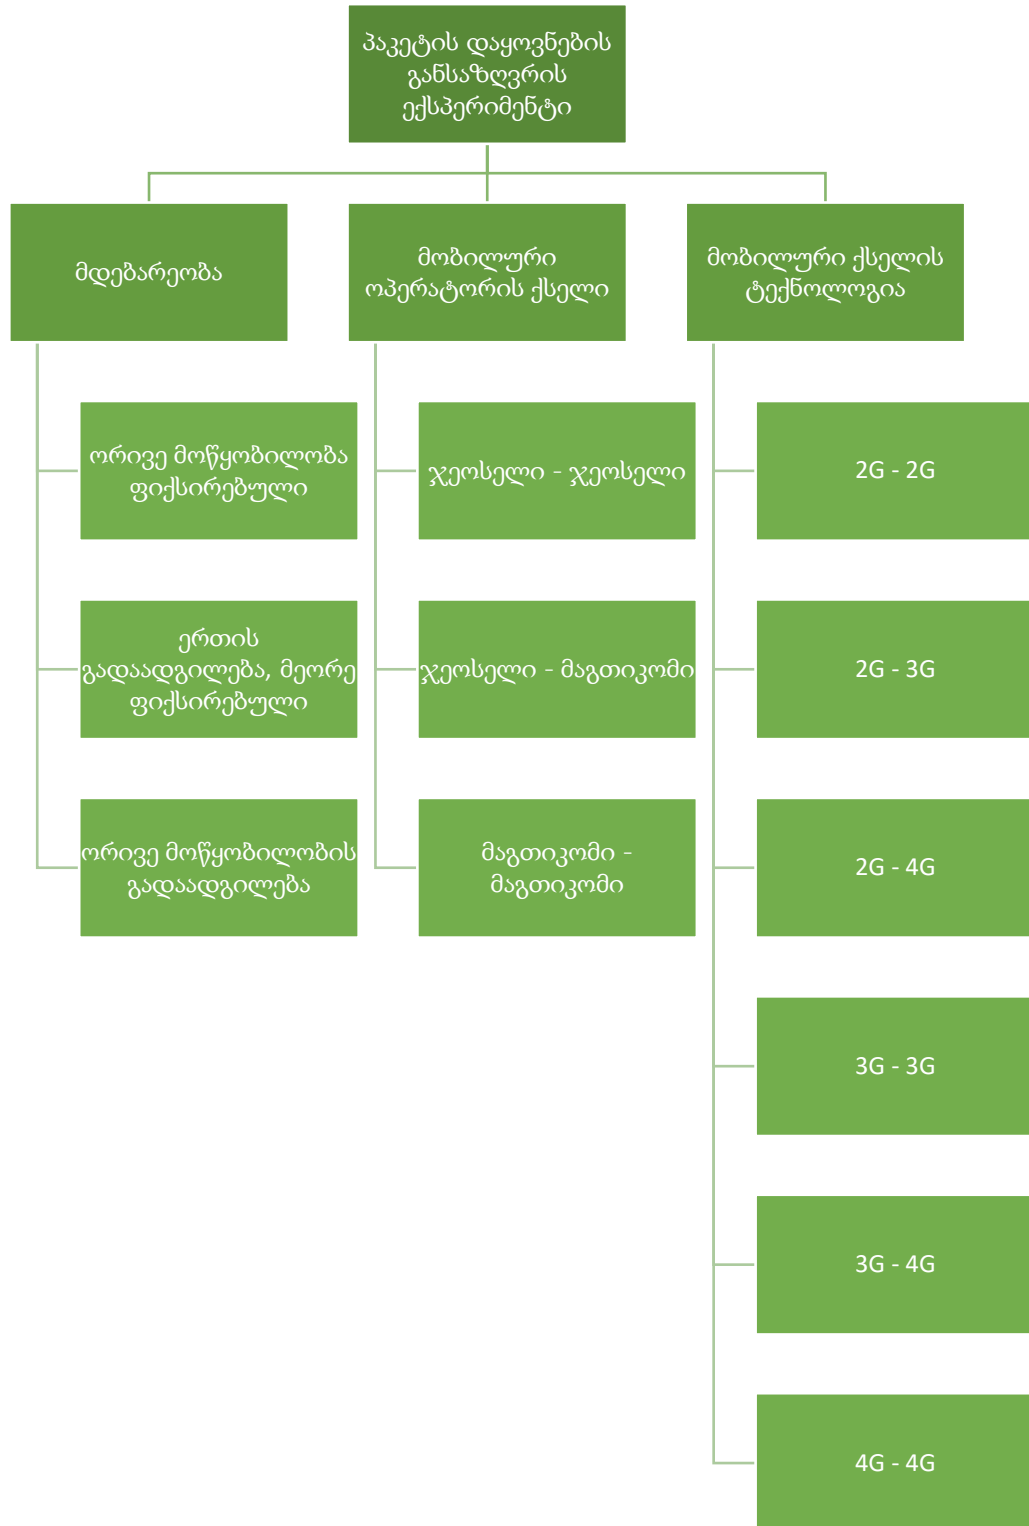 პაკეტის დაყოვნების
განსაზღვრის
ექსპერიმენტი
მდებარეობა
ორივე მოწყობილობა
ფიქსირებული
ერთის
გადაადგილება, მეორე
ფიქსირებული
ორივე მოწყობილობის
გადაადგილება
მობილური
ოპერატორის ქსელი
ჯეოსელი - ჯეოსელი
ჯეოსელი - მაგთიკომი
მაგთიკომი -
მაგთიკომი
მობილური ქსელის
ტექნოლოგია
2G - 2G
2G - 3G
2G - 4G
3G - 3G
3G - 4G
4G - 4G